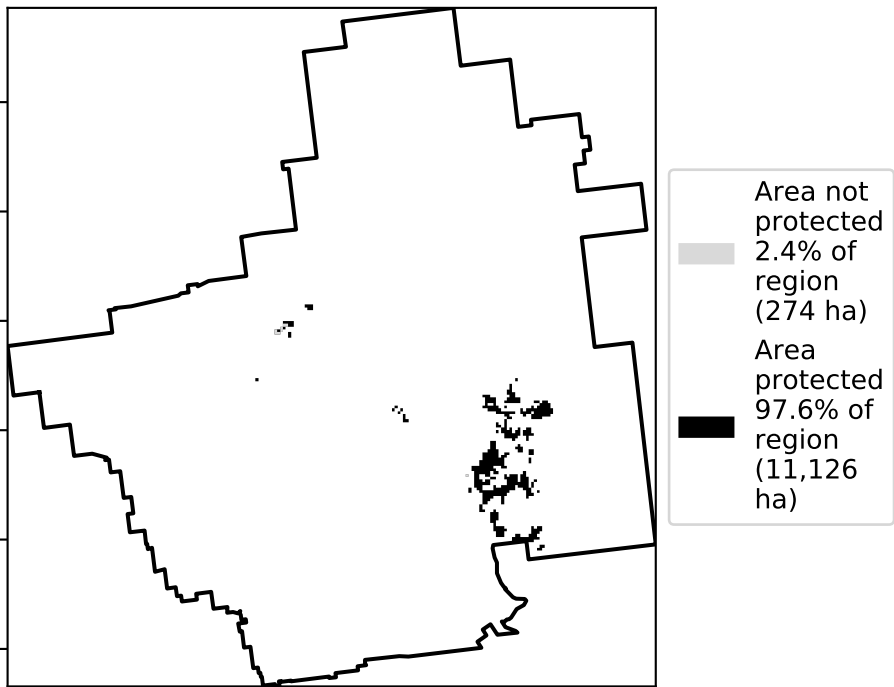 Area not
protected
2.4% of
region
(274 ha)
Area
protected
97.6% of
region
(11,126
ha)